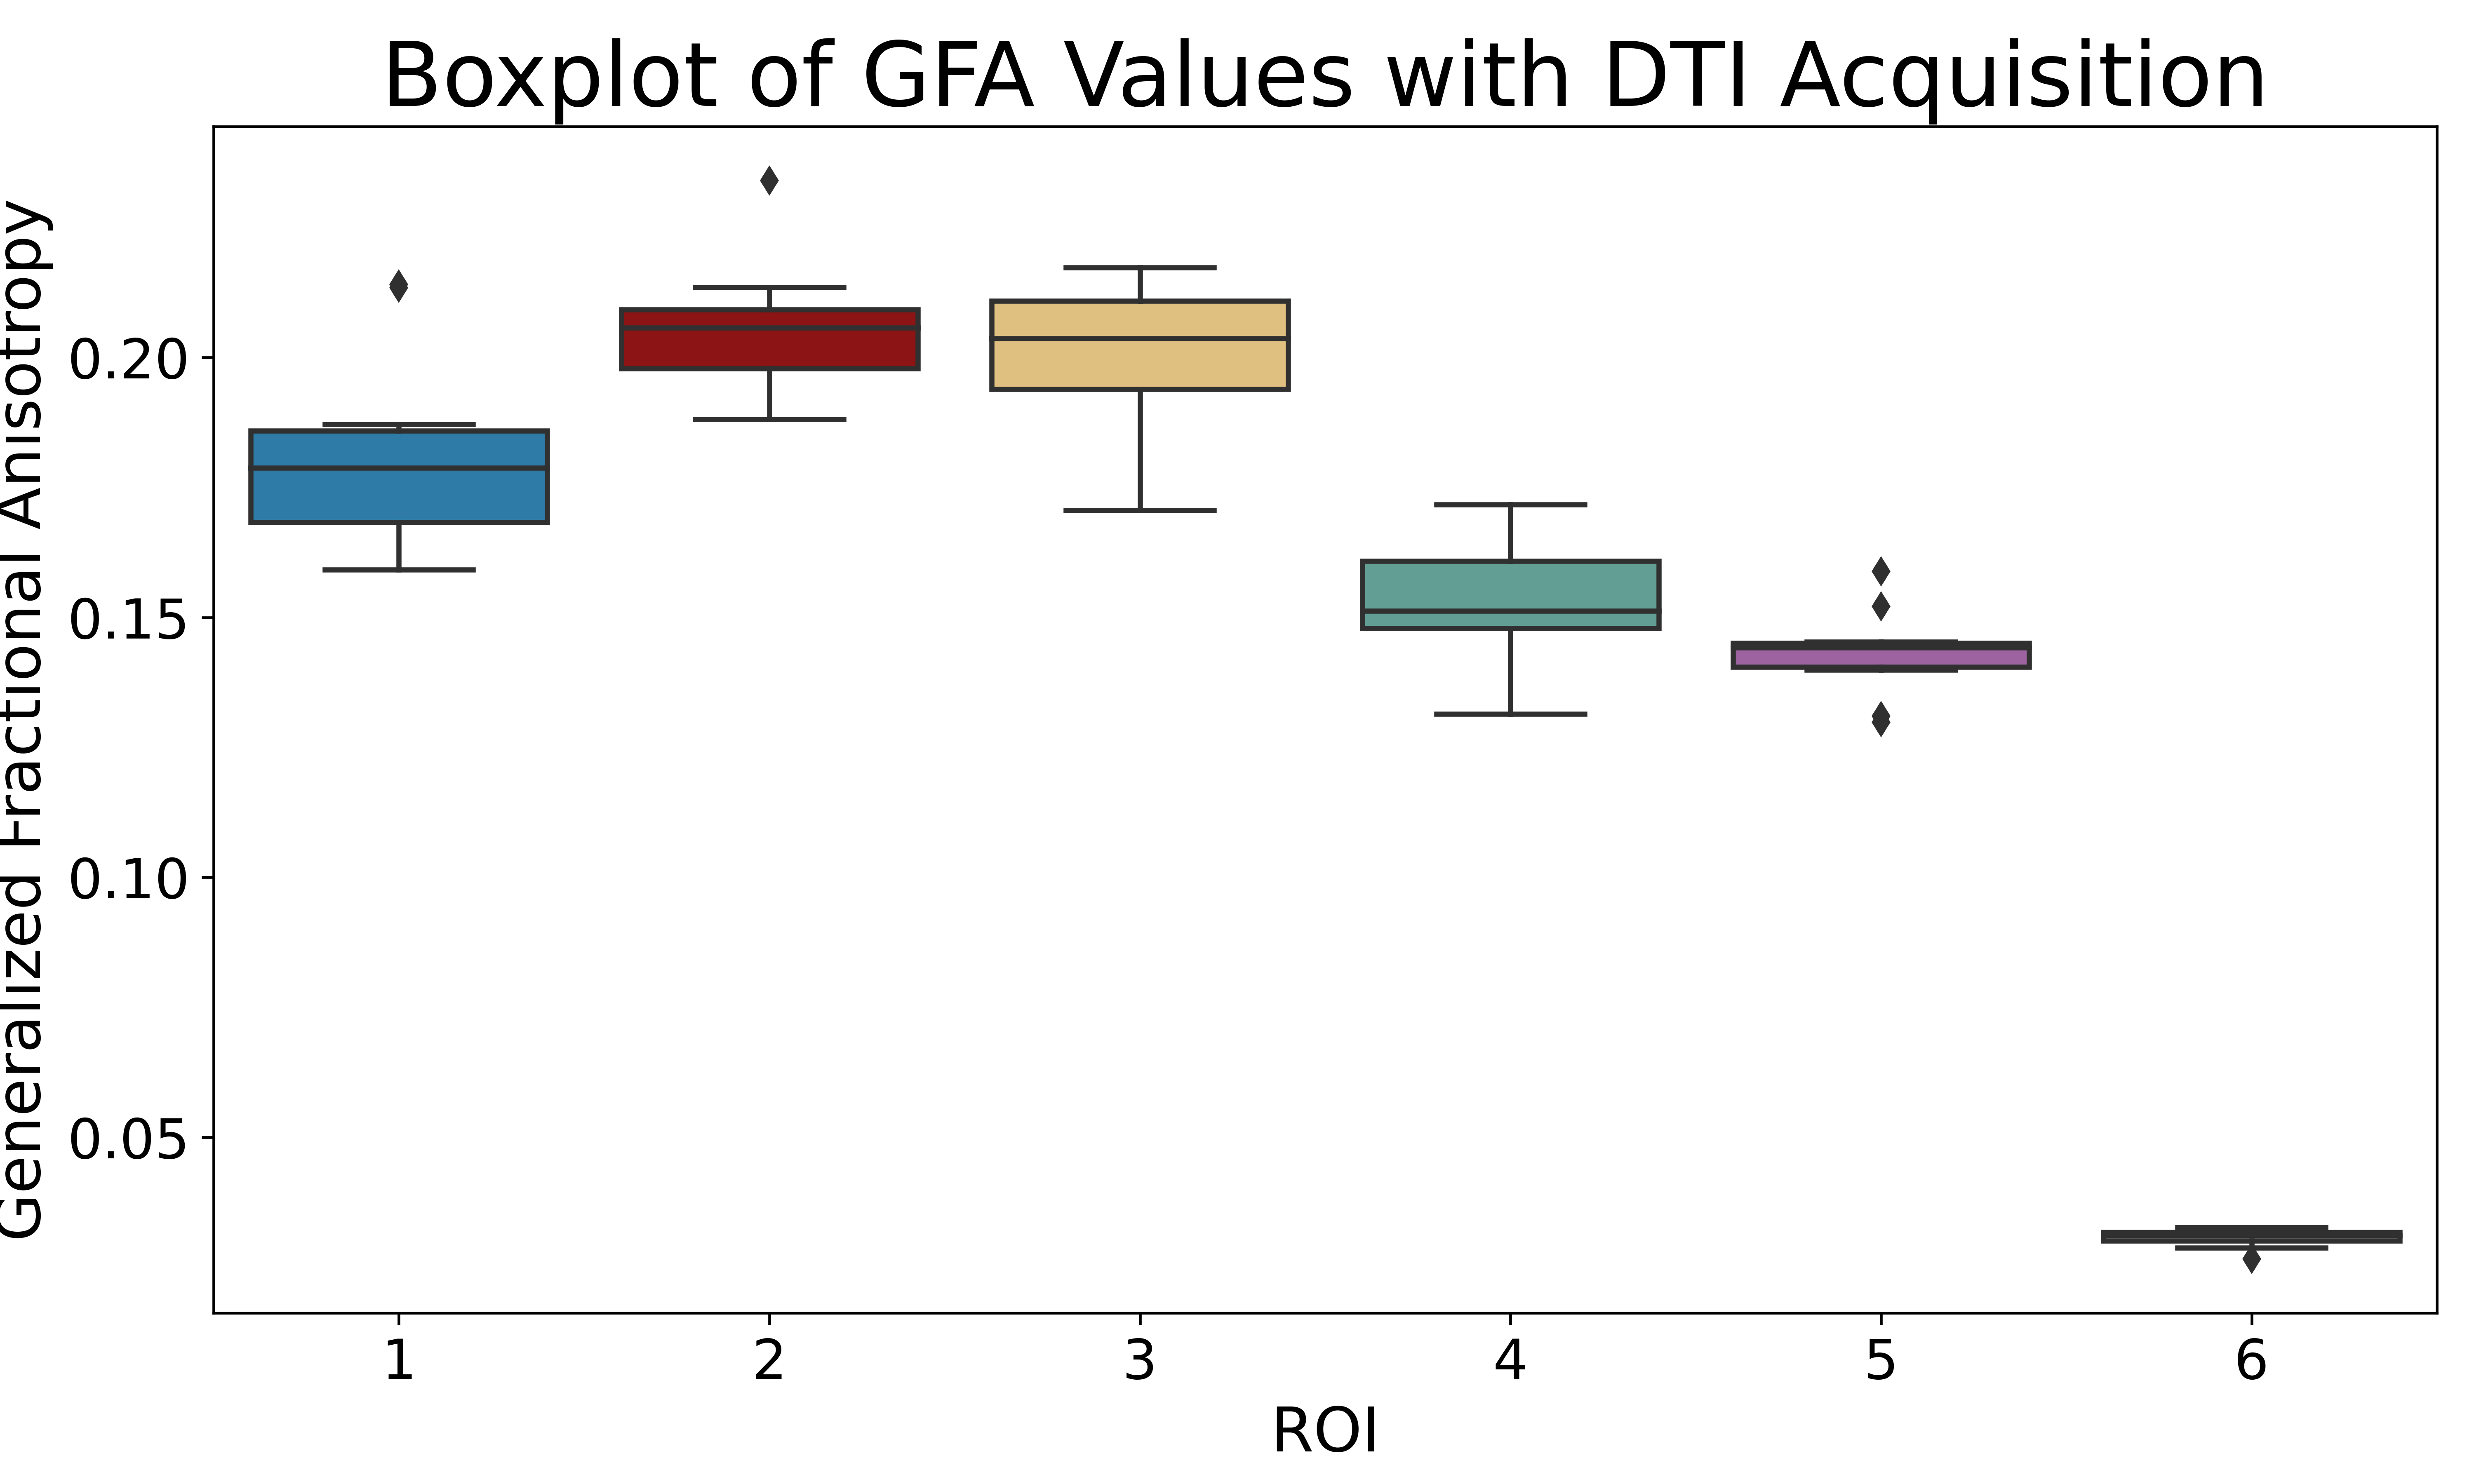 Boxplot of GFA Values with DTI Acquisition
Generalized Fractional Anisotropy
0.20
0.15
0.10
0.05
1 2 3 4 5 6
ROI